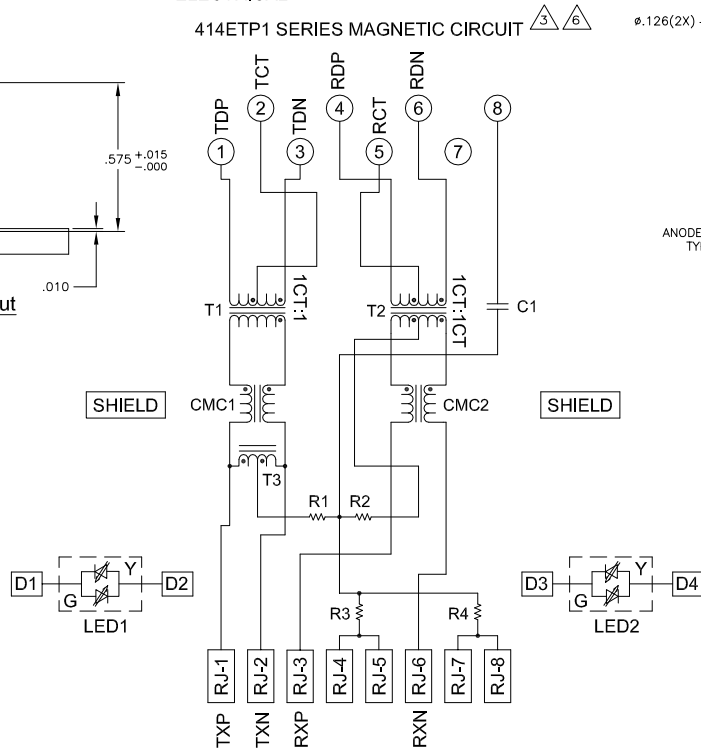 414ETP1 SERIES MAGNETIC CIRCUIT
3
6
ø.126(2X)
TDP
TCT
TDN
RDP
RCT
RDN
1
2
3
4
5
6
7
8
.575 +.015 -.000
.010
ut
ANODE
TYP
T1
1CT:1
T2
1CT:1CT
C1
SHIELD
CMC1
CMC2
SHIELD
T3
R1
R2
D1
G
Y
D2
LED1
R3
R4
D3
G
Y
D4
LED2
RJ-1
RJ-2
RJ-3
RJ-4
RJ-5
RJ-6
RJ-7
RJ-8
TXP
TXN
RXP
RXN